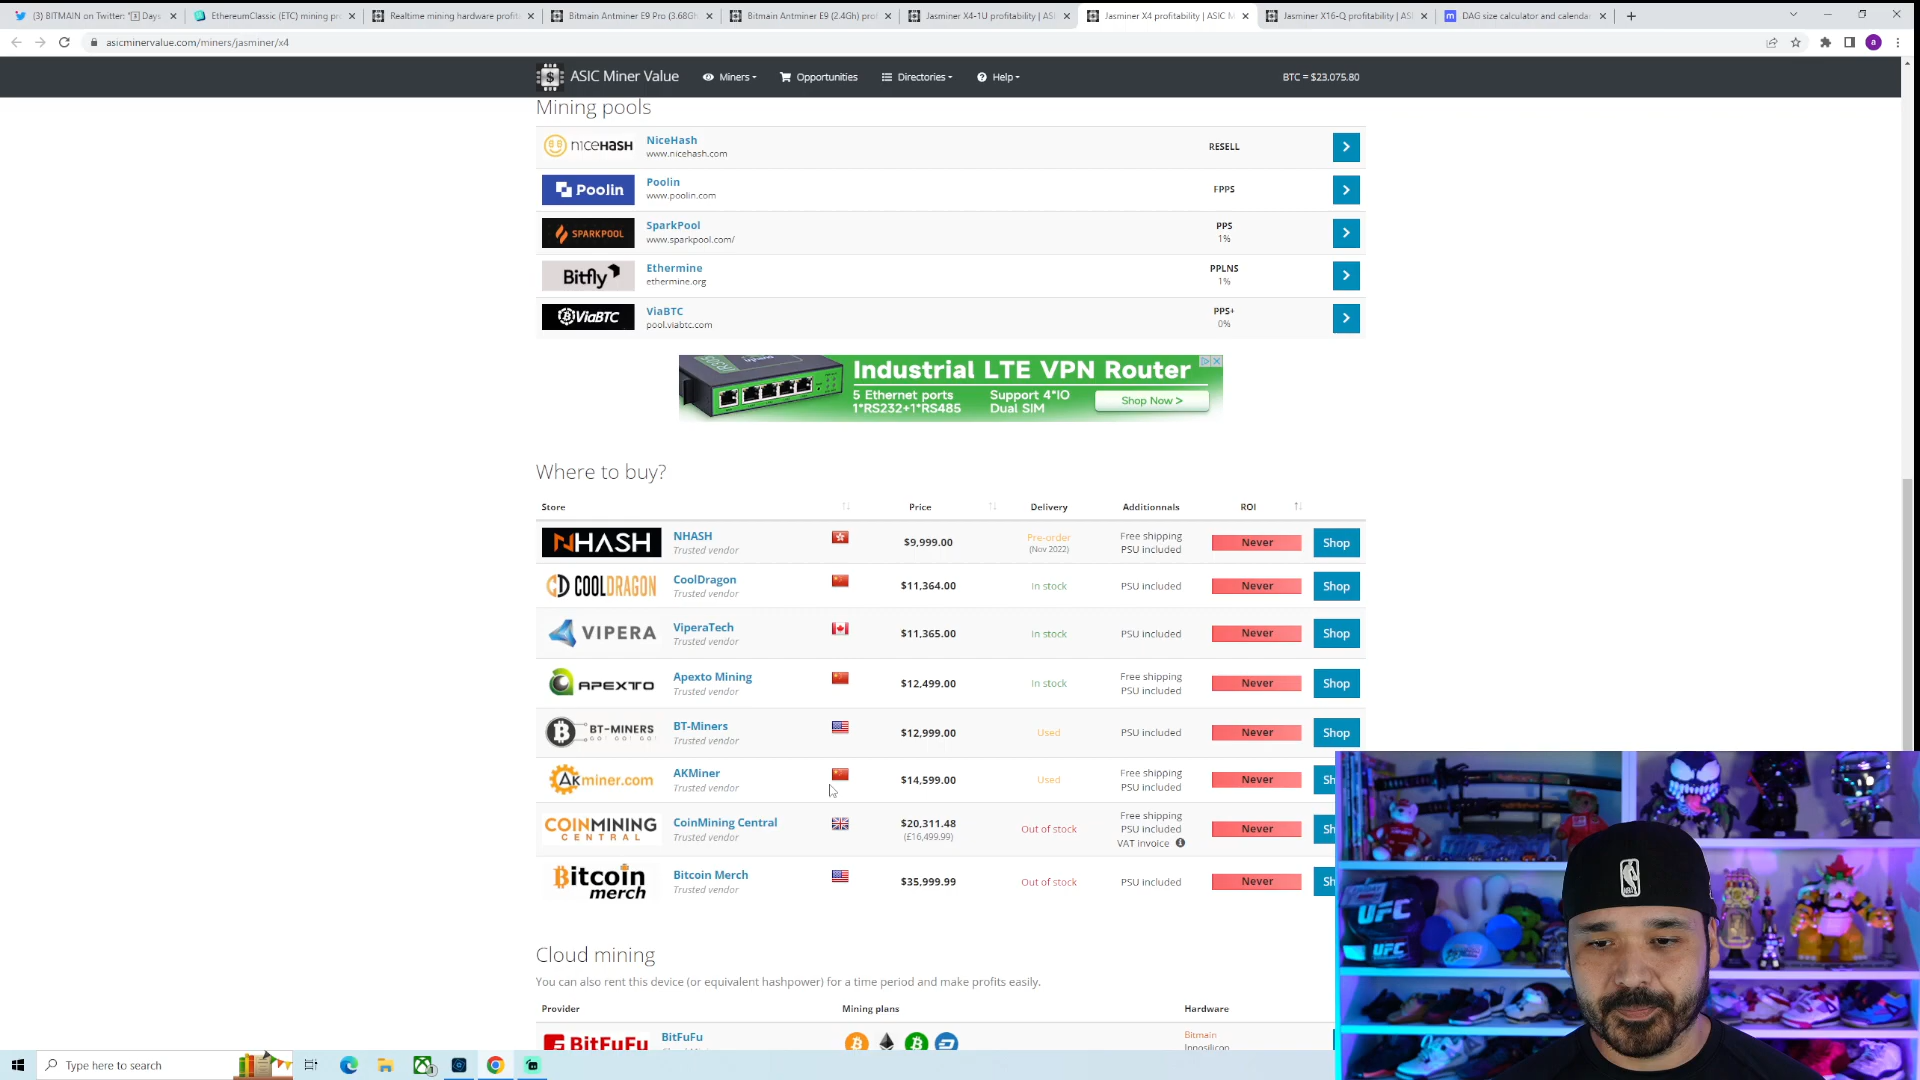 (3) BITMAIN on Twitter: "3 Days
EthereumClassic (ETC) mining pr
Realtime mining hardware profit
Bitmain Antminer E9 Pro (3.68Gh
Bitmain Antminer E9 (2.4Gh) pro
Jasminer X4-1U profitability | AS
Jasminer X4 profitability | ASIC M
Jasminer X16-Q profitability | AS
DAG size calculator and calenda
asicminervalue.com/miners/jasminer/x4
ASIC Miner Value
Miners
Opportunities
Directories
Help
BTC = $23,075.80
Mining pools
NICEHASH
NiceHash
www.nicehash.com
RESELL
Poolin
Poolin
www.poolin.com
FPPS
SPARKPOOL
SparkPool
www.sparkpool.com/
PPS
1%
Bitfly
Ethermine
ethermine.org
PPLNS
1%
ViaBTC
ViaBTC
pool.viabtc.com
PPS+
0%
Industrial LTE VPN Router
5 Ethernet ports
1*RS232+1*RS485
Support 4*IO
Dual SIM
Shop Now >
Where to buy?
Store Price Delivery Additionnals ROI
NHASH
NHASH
Trusted vendor
$9,999.00
Pre-order
(Nov 2022)
Free shipping
PSU included
Never
Shop
COOLDRAGON
CoolDragon
Trusted vendor
$11,364.00
In stock
PSU included
Never
Shop
VIPERA
ViperaTech
Trusted vendor
$11,365.00
In stock
PSU included
Never
Shop
APEXTO
Apexto Mining
Trusted vendor
$12,499.00
In stock
Free shipping
PSU included
Never
Shop
BT-MINERS
GO! GO! GO!
BT-Miners
Trusted vendor
$12,999.00
Used
PSU included
Never
Shop
AKminer.com
AKMiner
Trusted vendor
$14,599.00
Used
Free shipping
PSU included
Never
Sh
COINMINING
CENTRAL
CoinMining Central
Trusted vendor
$20,311.48
(£16,499.99)
Out of stock
Free shipping
PSU included
VAT invoice
Never
Sh
Bitcoin
merch
Bitcoin Merch
Trusted vendor
$35,999.99
Out of stock
PSU included
Never
Sh
Cloud mining
You can also rent this device (or equivalent hashpower) for a time period and make profits easily.
Provider Mining plans Hardware
BitFuFu
BitFuFu
Bitmain
Innosilicon
UFC
UFC
Type here to search